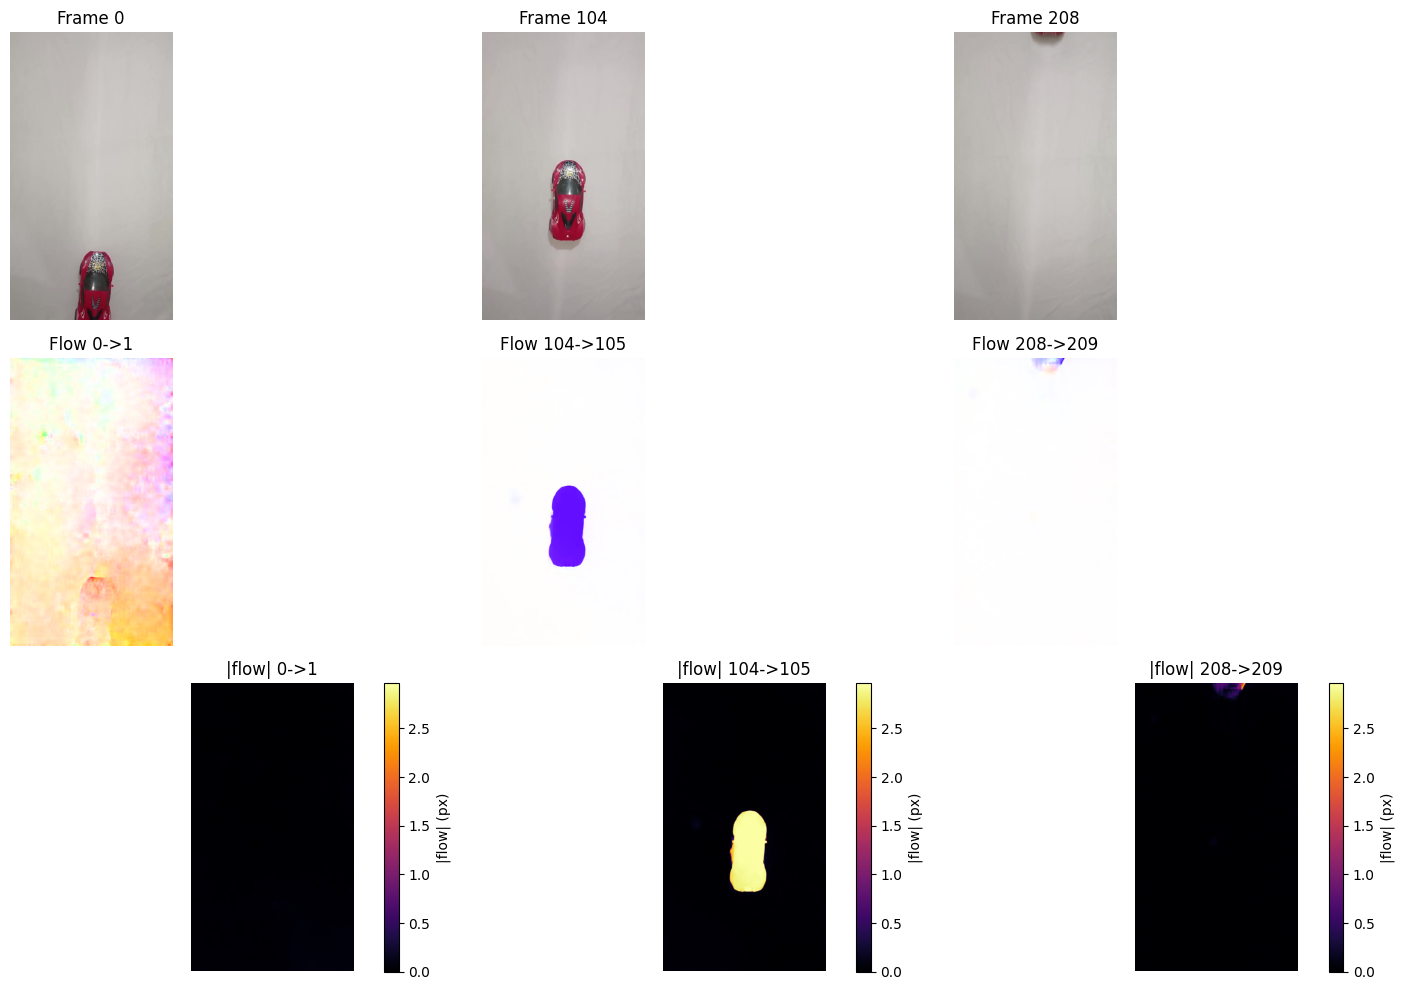 Frame 0
Frame 104
Frame 208
Flow 0->1
Flow 104->105
Flow 208->209
|flow| 0->1
|flow| 104->105
|flow| 208->209
2.5
2.0
1.5
1.0
0.5
0.0
|flow| (px)
2.5
2.0
1.5
1.0
0.5
0.0
|flow| (px)
2.5
2.0
1.5
1.0
0.5
0.0
|flow| (px)